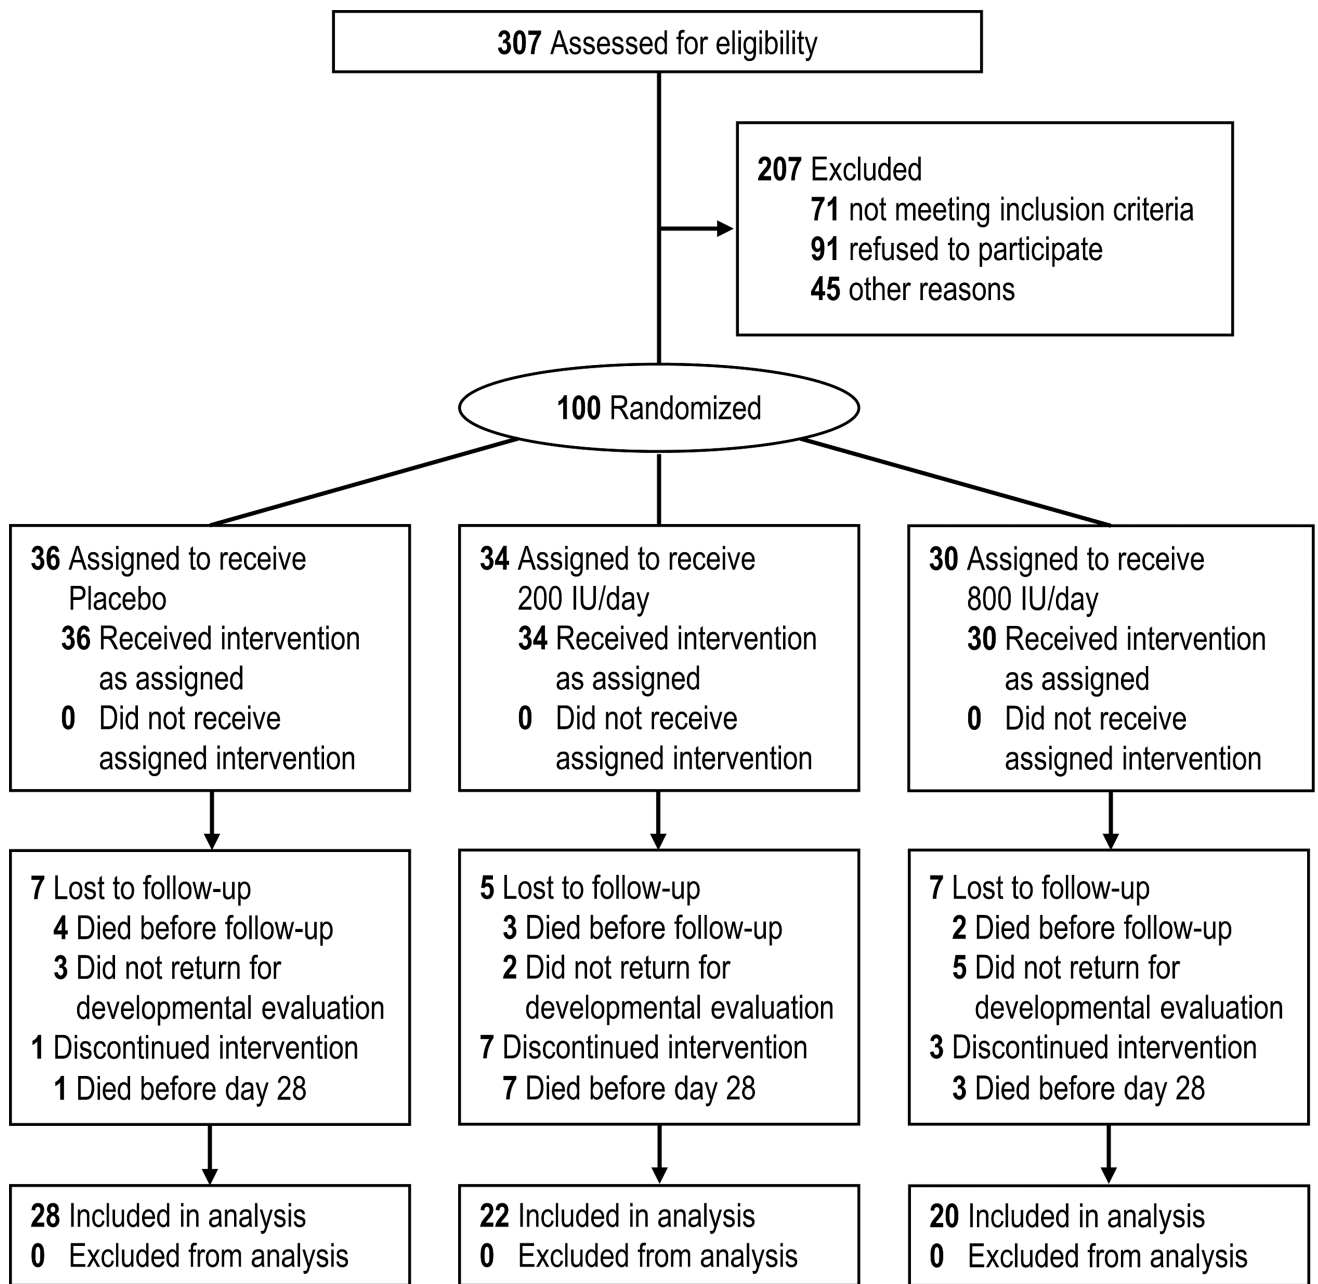 307 Assessed for eligibility
207 Excluded
71 not meeting inclusion criteria
91 refused to participate
45 other reasons
100 Randomized
36 Assigned to receive
Placebo
36 Received intervention
as assigned
0 Did not receive
assigned intervention
34 Assigned to receive
200 IU/day
34 Received intervention
as assigned
0 Did not receive
assigned intervention
30 Assigned to receive
800 IU/day
30 Received intervention
as assigned
0 Did not receive
assigned intervention
7 Lost to follow-up
4 Died before follow-up
3 Did not return for
developmental evaluation
1 Discontinued intervention
1 Died before day 28
5 Lost to follow-up
3 Died before follow-up
2 Did not return for
developmental evaluation
7 Discontinued intervention
7 Died before day 28
7 Lost to follow-up
2 Died before follow-up
5 Did not return for
developmental evaluation
3 Discontinued intervention
3 Died before day 28
28 Included in analysis
0 Excluded from analysis
22 Included in analysis
0 Excluded from analysis
20 Included in analysis
0 Excluded from analysis